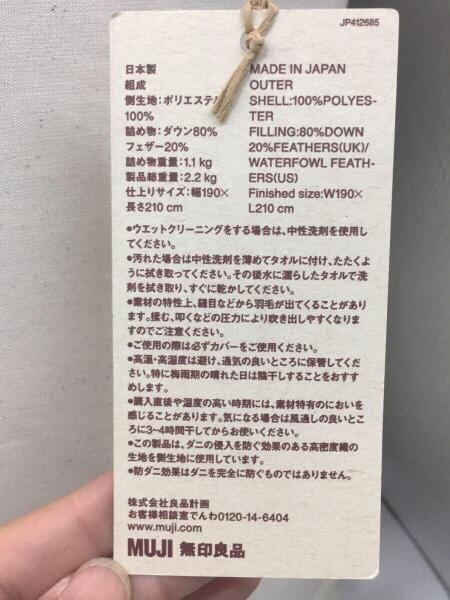 JP412685
日本製
組成
側生地:ポリエステル
100%
詰め物:ダウン80%
フェザー20%
詰め物重量:1.1 kg
製品総重量:2.2 kg
仕上りサイズ:幅190×
長さ210 cm
MADE IN JAPAN
OUTER
SHELL:100%POLYES-
TER
FILLING:80%DOWN
20%FEATHERS(UK)/
WATERFOWL FEATH-
ERS(US)
Finished size:W190×
L210 cm
●ウエットクリーニングをする場合は、中性洗剤を使用し
てください。
●汚れた場合は中性洗剤を薄めてタオルに付け、たたくよ
うに拭き取ってください。その後水に濡らしたタオルで洗
剤を拭き取り、すぐに乾かしてください。
●素材の特性上、縫目などから羽毛が出てくることがあり
ます。揉む、叩くなどの圧力により吹き出しやすくなりま
すのでご注意ください。
●ご使用の際は必ずカバーをご使用ください。
●高温・高湿度は避け、通気の良いところに保管してくだ
さい。特に梅雨期の晴れた日は陰干しすることをおすす
めします。
●購入直後や湿度の高い時期には、素材特有のにおいを
感じることがあります。気になる場合は風通しの良いとこ
ろに3~4時間干してからお使いください。
●この製品は、ダニの侵入を防ぐ効果のある高密度織の
生地を側生地に使用しています。
●防ダニ効果はダニを完全に防ぐものではありません。
株式会社良品計画
お客様相談室でんわ0120-14-6404
www.muji.com
MUJI 無印良品